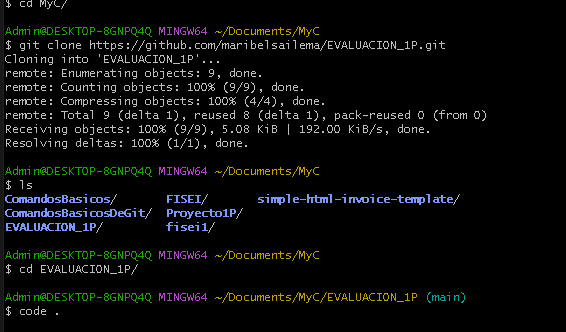 $ cd MyC/
Admin@DESKTOP-8GNPQ4Q MINGW64 ~/Documents/MyC
$ git clone https://github.com/maribelsailema/EVALUACION_1P.git
Cloning into 'EVALUACION_1P'...
remote: Enumerating objects: 9, done.
remote: Counting objects: 100% (9/9), done.
remote: Compressing objects: 100% (4/4), done.
remote: Total 9 (delta 1), reused 8 (delta 1), pack-reused 0 (from 0)
Receiving objects: 100% (9/9), 5.08 KiB | 192.00 KiB/s, done.
Resolving deltas: 100% (1/1), done.
Admin@DESKTOP-8GNPQ4Q MINGW64 ~/Documents/MyC
$ ls
ComandosBasicos/ FISEI/ simple-html-invoice-template/
ComandosBasicosDeGit/ Proyecto1P/
EVALUACION_1P/ fisei1/
Admin@DESKTOP-8GNPQ4Q MINGW64 ~/Documents/MyC
$ cd EVALUACION_1P/
Admin@DESKTOP-8GNPQ4Q MINGW64 ~/Documents/MyC/EVALUACION_1P (main)
$ code .